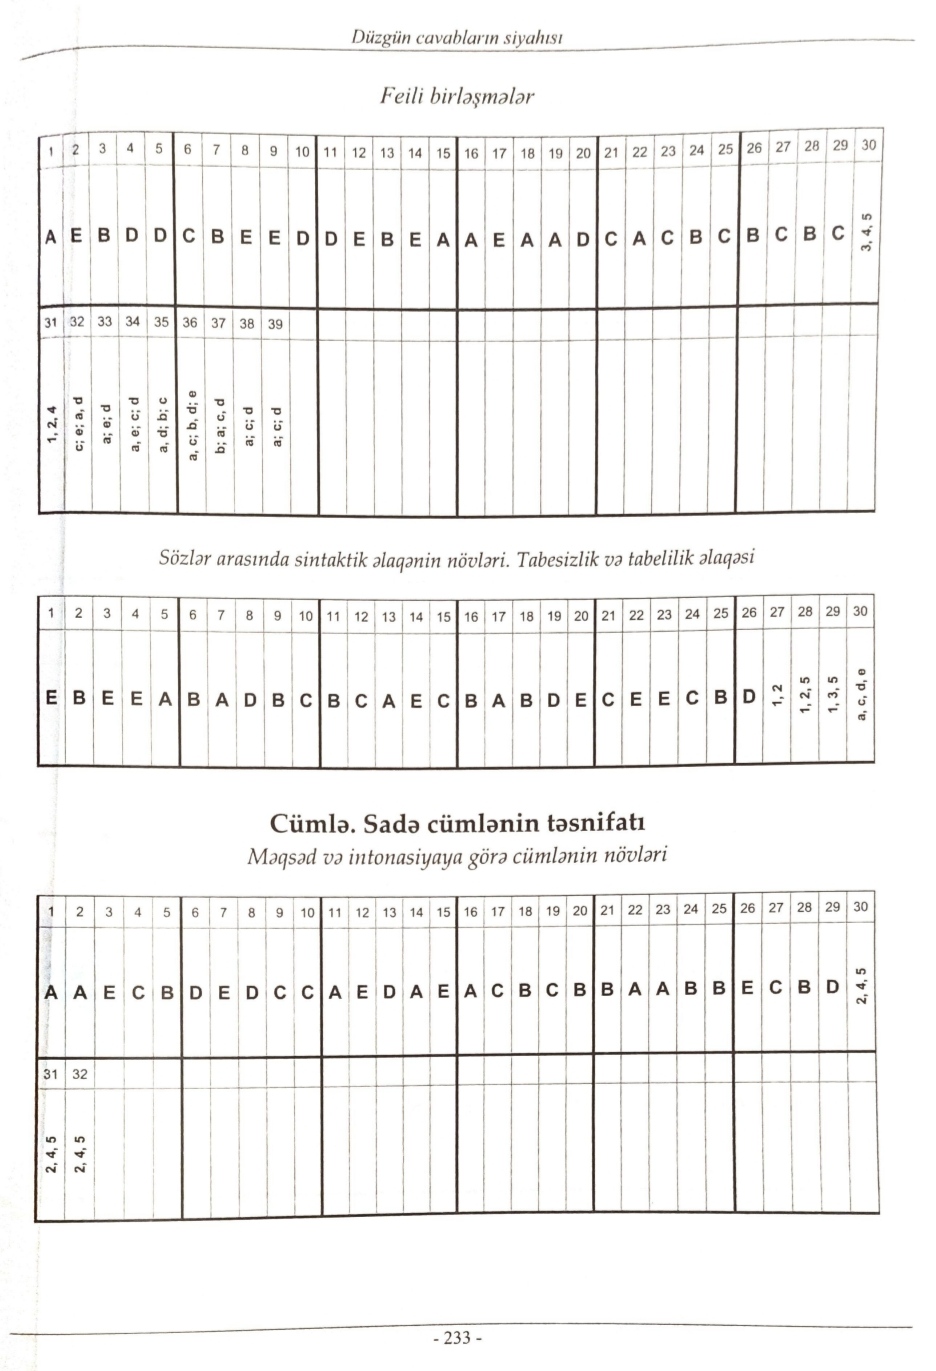 Düzgün cavabların siyahısı
Feili birləşmələr
1 2 3 4 5 6 7 8 9 10 11 12 13 14 15 16 17 18 19 20 21 22 23 24 25 26 27 28 29 30
A E B D D C B E E D D E B E A A E A A D C A C B C B C B C 3, 4, 5
31 32 33 34 35 36 37 38 39
1, 2, 4 c; e; a, d a; e; d a, e; c; d a, d; b; c a, c; b, d; e b; a; c, d a; c; d a; c; d
Sözlər arasında sintaktik əlaqənin növləri. Tabesizlik və tabelilik əlaqəsi
1 2 3 4 5 6 7 8 9 10 11 12 13 14 15 16 17 18 19 20 21 22 23 24 25 26 27 28 29 30
E B E E A B A D B C B C A E C B A B D E C E E C B D 1, 2 1, 2, 5 1, 3, 5 a, c, d, e
Cümlə. Sadə cümlənin təsnifatı
Məqsəd və intonasiyaya görə cümlənin növləri
1 2 3 4 5 6 7 8 9 10 11 12 13 14 15 16 17 18 19 20 21 22 23 24 25 26 27 28 29 30
A A E C B D E D C C A E D A E A C B C B B A A B B E C B D 2, 4, 5
31 32
2, 4, 5 2, 4, 5
- 233 -